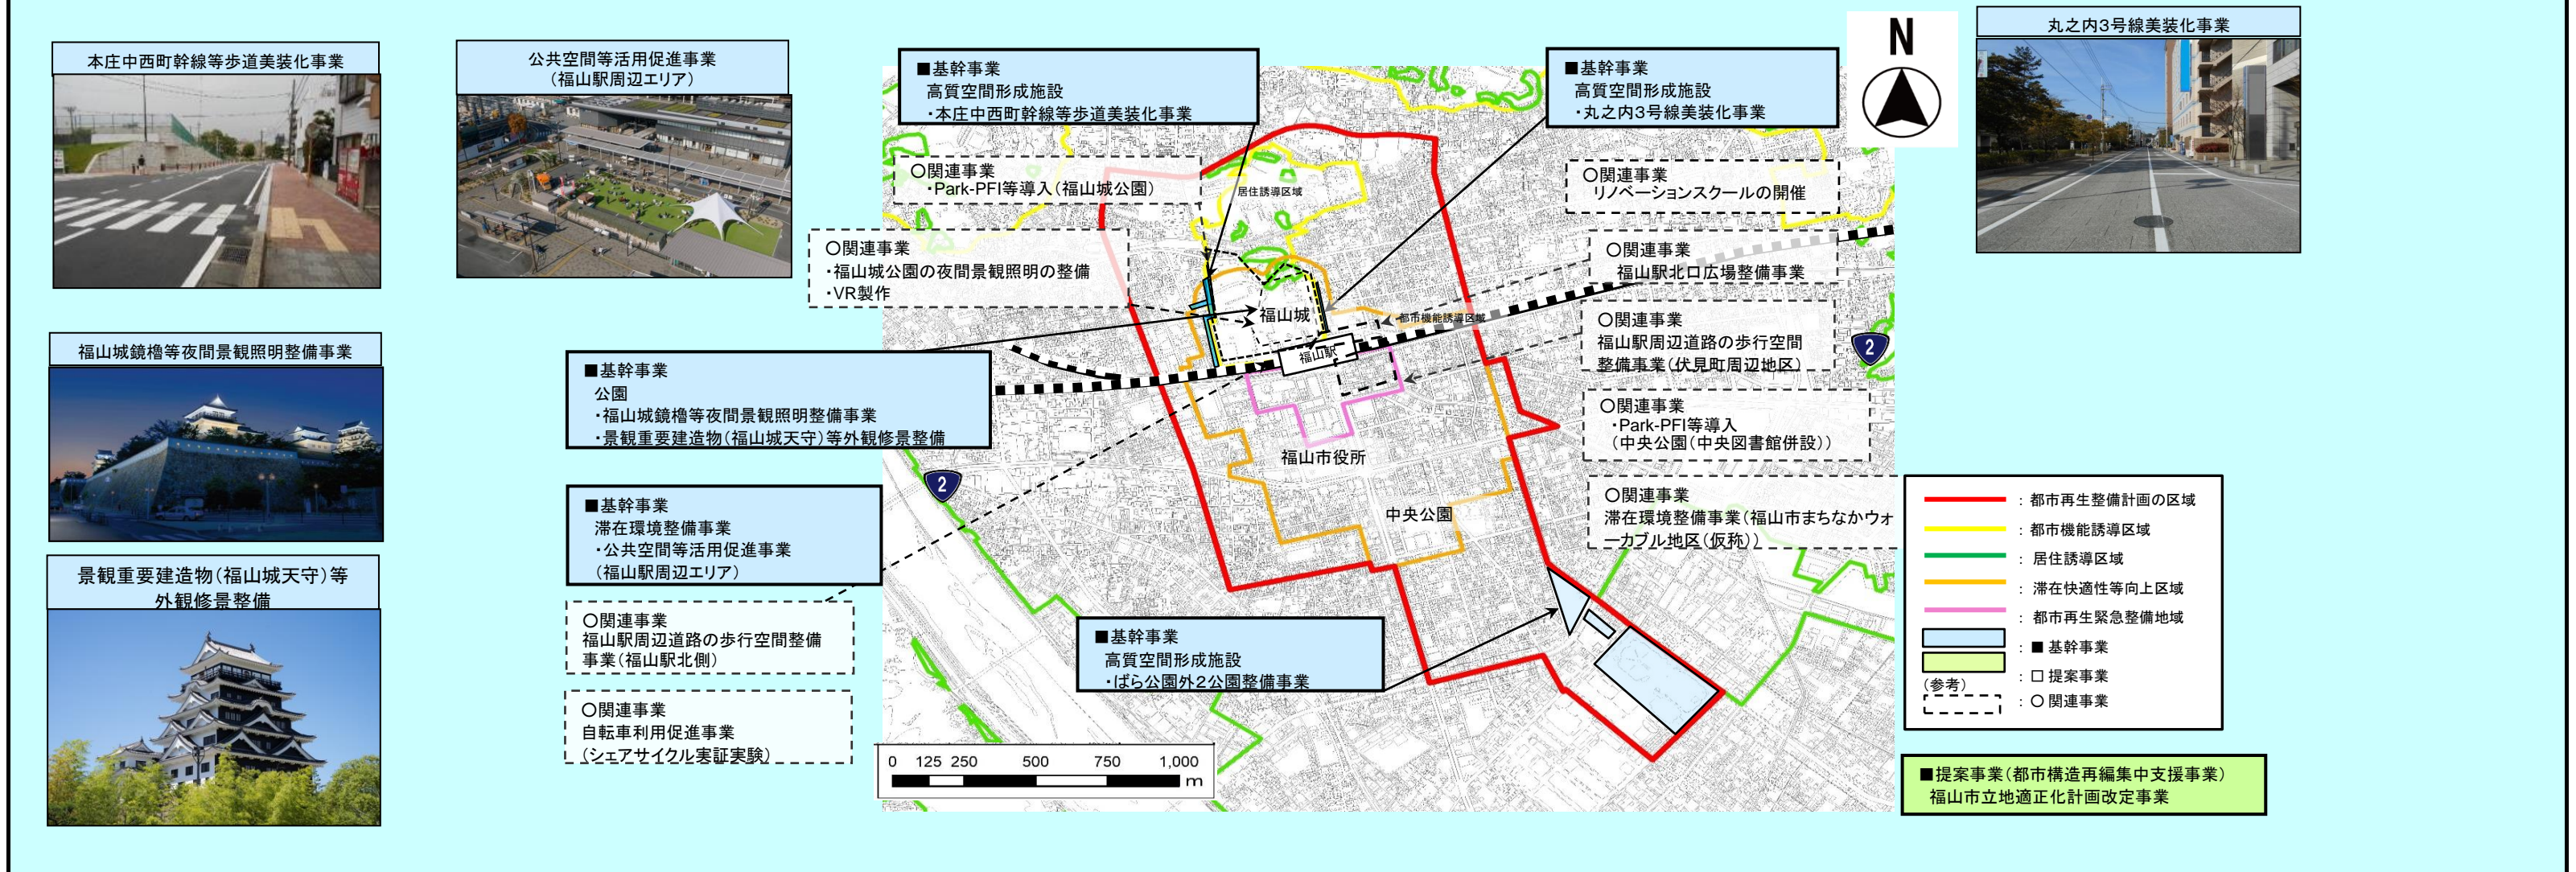 本庄中西町幹線等歩道美装化事業
公共空間等活用促進事業
(福山駅周辺エリア)
福山城鏡櫓等夜間景観照明整備事業
景観重要建造物(福山城天守)等
外観修景整備
■基幹事業
高質空間形成施設
・本庄中西町幹線等歩道美装化事業
■基幹事業
高質空間形成施設
・丸之内3号線美装化事業
N
丸之内3号線美装化事業
○関連事業
・Park-PFI等導入(福山城公園)
○関連事業
・福山城公園の夜間景観照明の整備
・VR製作
■基幹事業
公園
・福山城鏡櫓等夜間景観照明整備事業
・景観重要建造物(福山城天守)等外観修景整備
■基幹事業
滞在環境整備事業
・公共空間等活用促進事業
(福山駅周辺エリア)
○関連事業
福山駅周辺道路の歩行空間整備
事業(福山駅北側)
○関連事業
自転車利用促進事業
(シェアサイクル実証実験)
居住誘導区域
福山城
都市機能誘導区域
福山駅
福山市役所
中央公園
2
2
○関連事業
リノベーションスクールの開催
○関連事業
福山駅北口広場整備事業
○関連事業
福山駅周辺道路の歩行空間
整備事業(伏見町周辺地区)
○関連事業
・Park-PFI等導入
(中央公園(中央図書館併設))
○関連事業
滞在環境整備事業(福山市まちなかウォ
ーカブル地区(仮称))
■基幹事業
高質空間形成施設
・ばら公園外2公園整備事業
0 125 250 500 750 1,000
m
:都市再生整備計画の区域
:都市機能誘導区域
:居住誘導区域
:滞在快適性等向上区域
:都市再生緊急整備地域
:■基幹事業
:□提案事業
(参考)
:○関連事業
■提案事業(都市構造再編集中支援事業)
福山市立地適正化計画改定事業